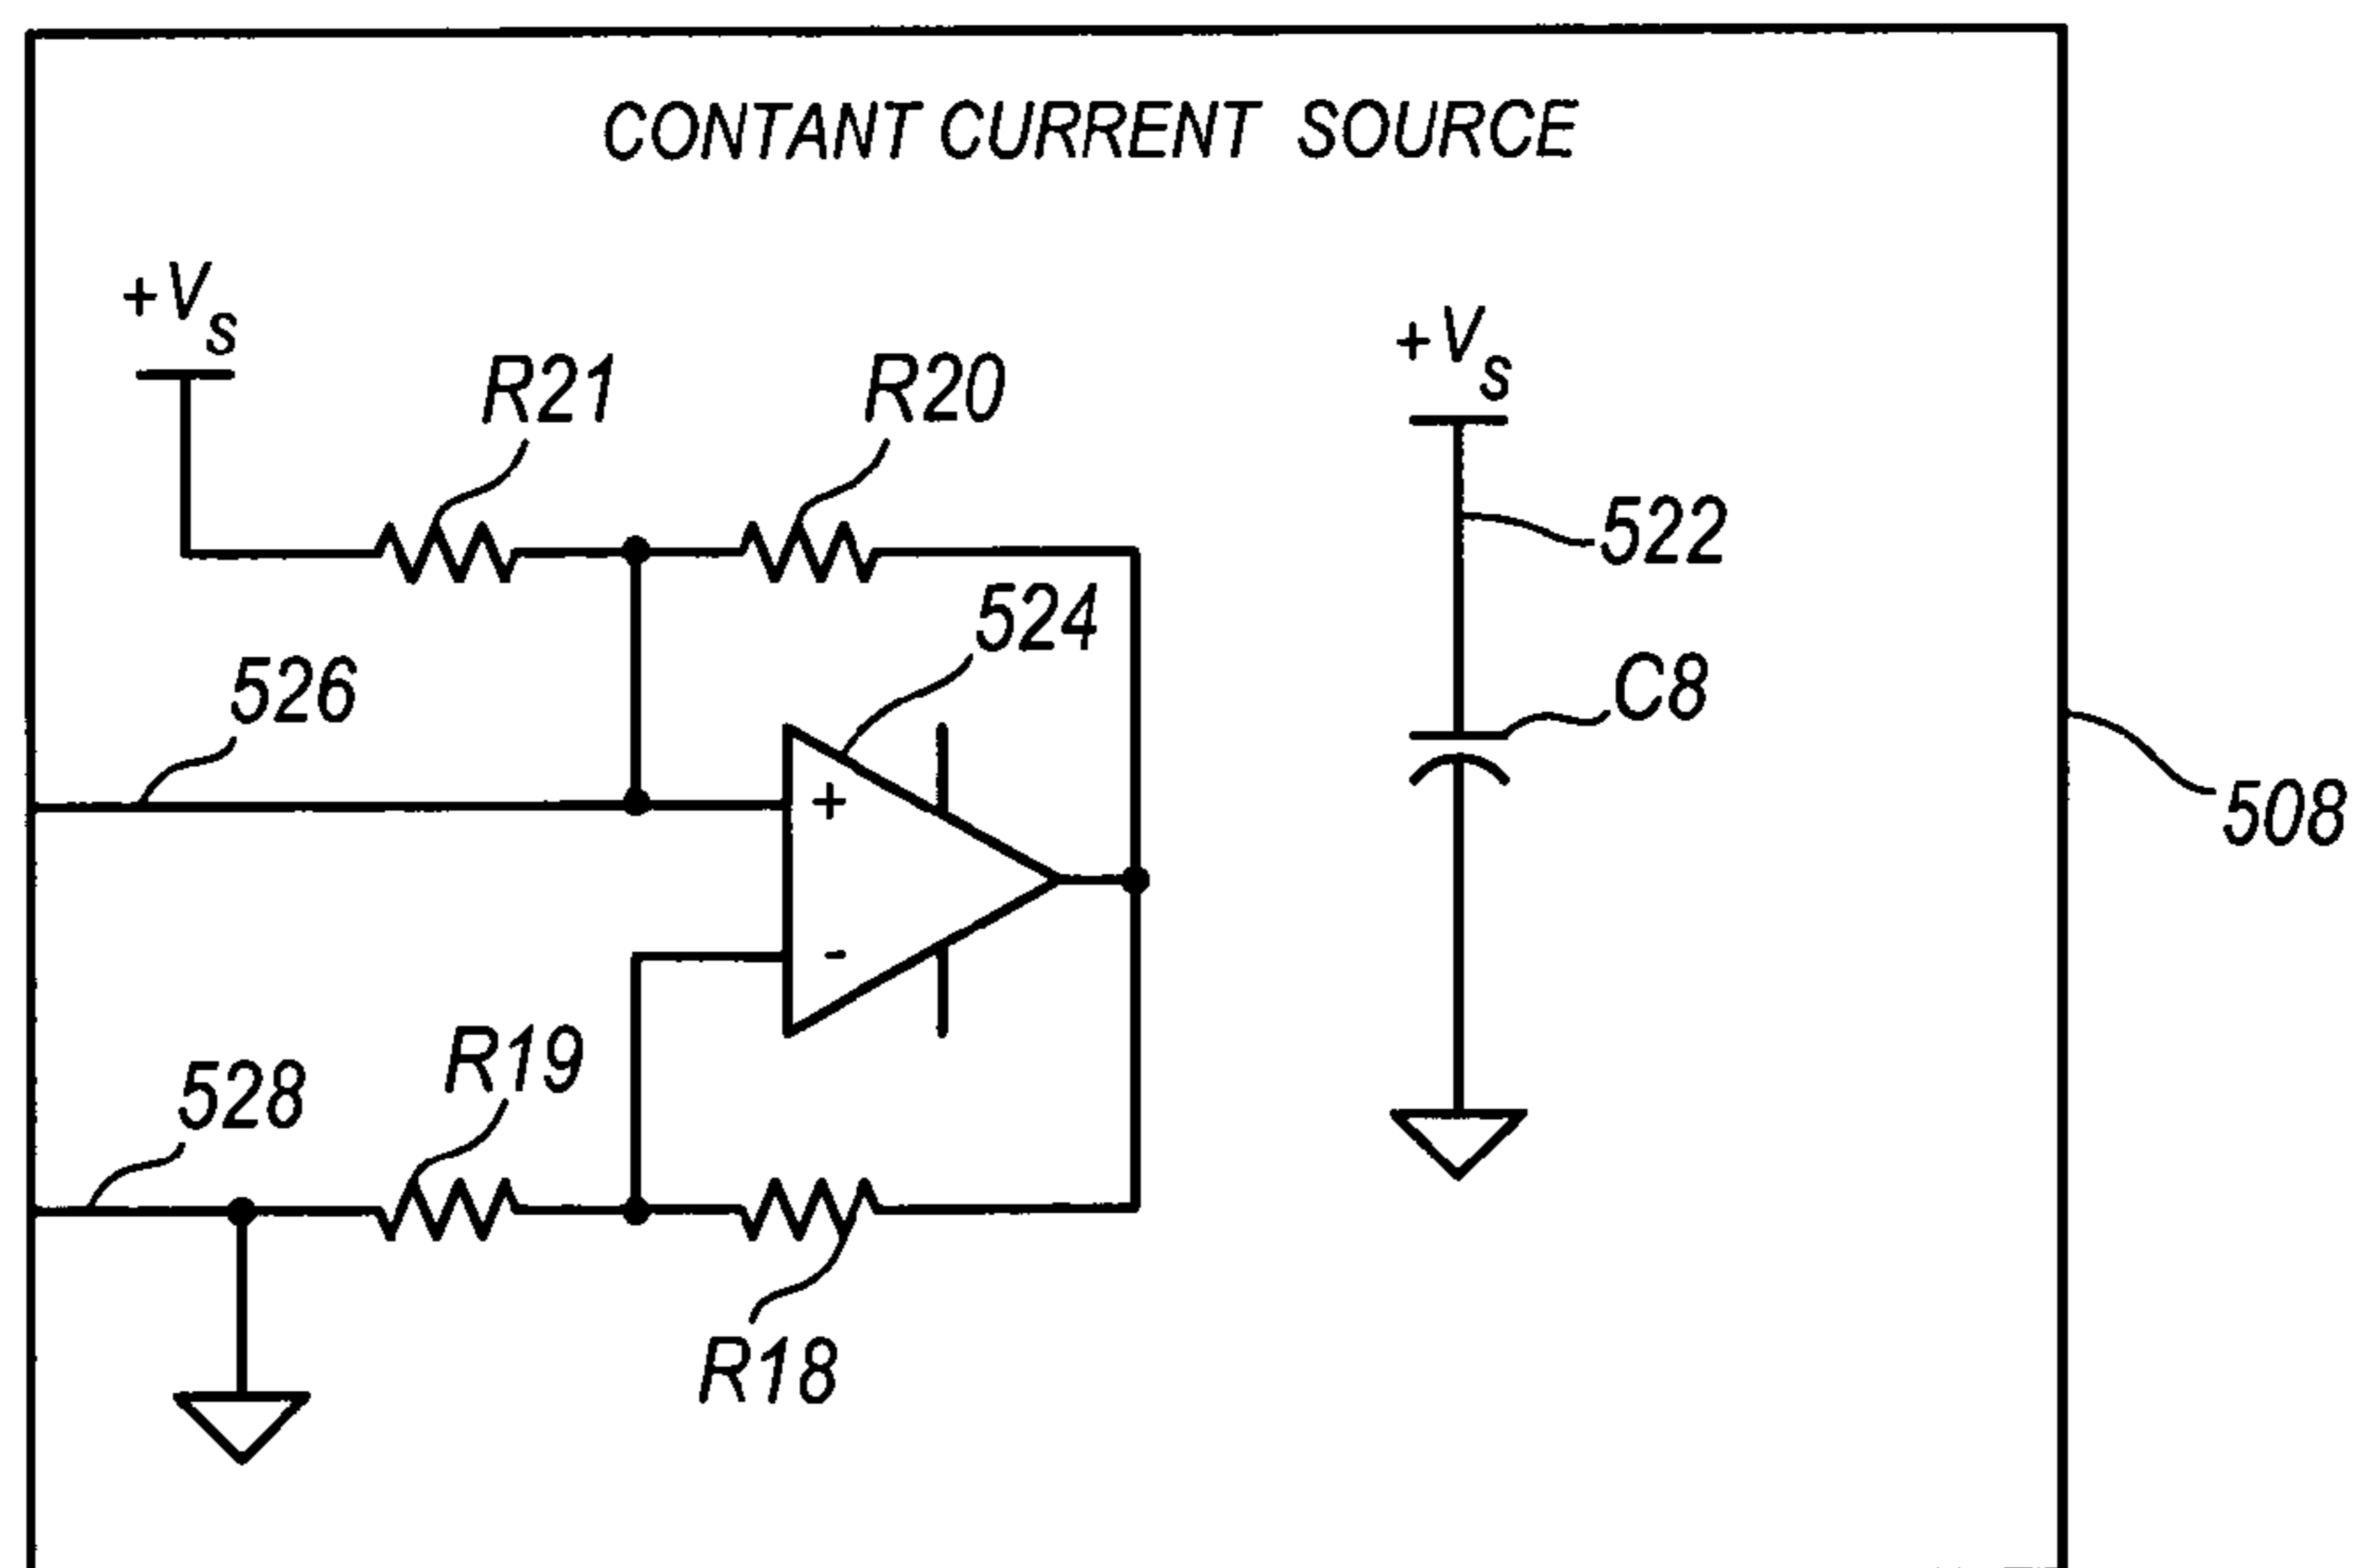 CONTANT CURRENT SOURCE
+VS
+VS
R21
R20
522
524
526
C8
508
+
-
R19
528
R18